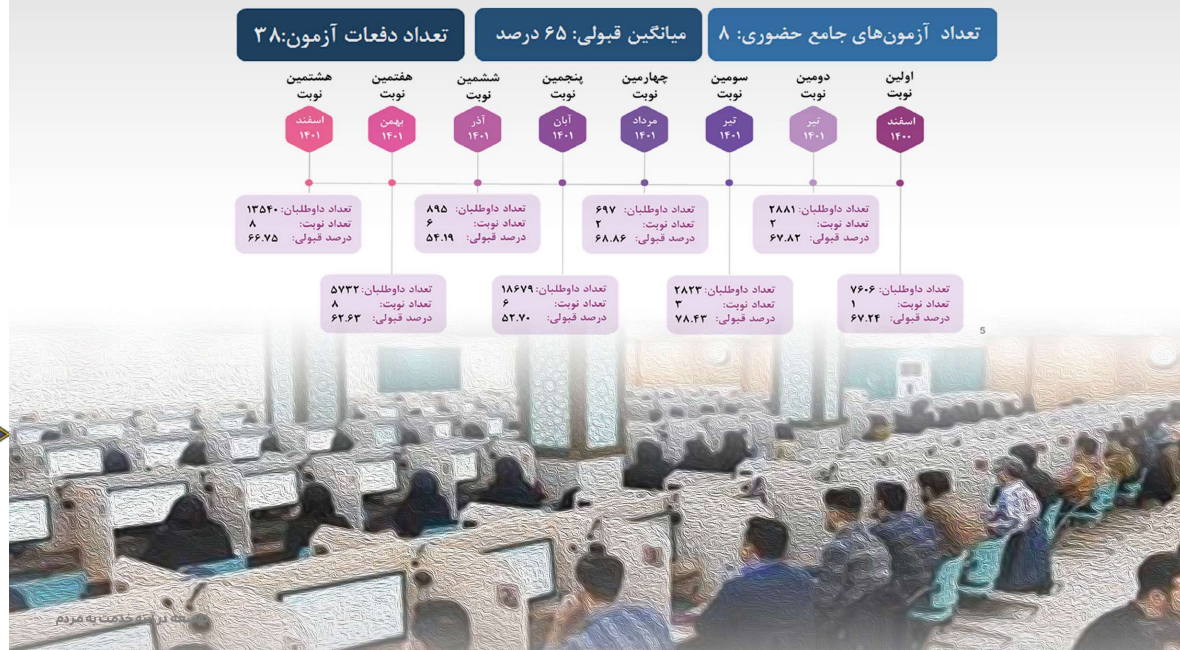 تعداد آزمون‌های جامع حضوری: ۸
میانگین قبولی: ۶۵ درصد
تعداد دفعات آزمون:۳۸
اولین نوبت
اسفند ۱۴۰۰
دومین نوبت
تیر ۱۴۰۱
سومین نوبت
تیر ۱۴۰۱
چهارمین نوبت
مرداد ۱۴۰۱
پنجمین نوبت
آبان ۱۴۰۱
ششمین نوبت
آذر ۱۴۰۱
هفتمین نوبت
بهمن ۱۴۰۱
هشتمین نوبت
اسفند ۱۴۰۱
تعداد داوطلبان: ۲۸۸۱
تعداد نوبت: ۲
درصد قبولی: ۶۷.۸۲
تعداد داوطلبان: ۶۹۷
تعداد نوبت: ۲
درصد قبولی: ۶۸.۸۶
تعداد داوطلبان: ۸۹۵
تعداد نوبت: ۶
درصد قبولی: ۵۴.۱۹
تعداد داوطلبان: ۱۳۵۴۰
تعداد نوبت: ۸
درصد قبولی: ۶۶.۷۵
تعداد داوطلبان: ۷۶۰۶
تعداد نوبت: ۱
درصد قبولی: ۶۷.۲۴
تعداد داوطلبان: ۲۸۲۳
تعداد نوبت: ۳
درصد قبولی: ۷۸.۴۳
تعداد داوطلبان: ۱۸۶۷۹
تعداد نوبت: ۶
درصد قبولی: ۵۲.۷۰
تعداد داوطلبان: ۵۷۳۲
تعداد نوبت: ۸
درصد قبولی: ۶۲.۶۳
5
خدمت به مردم